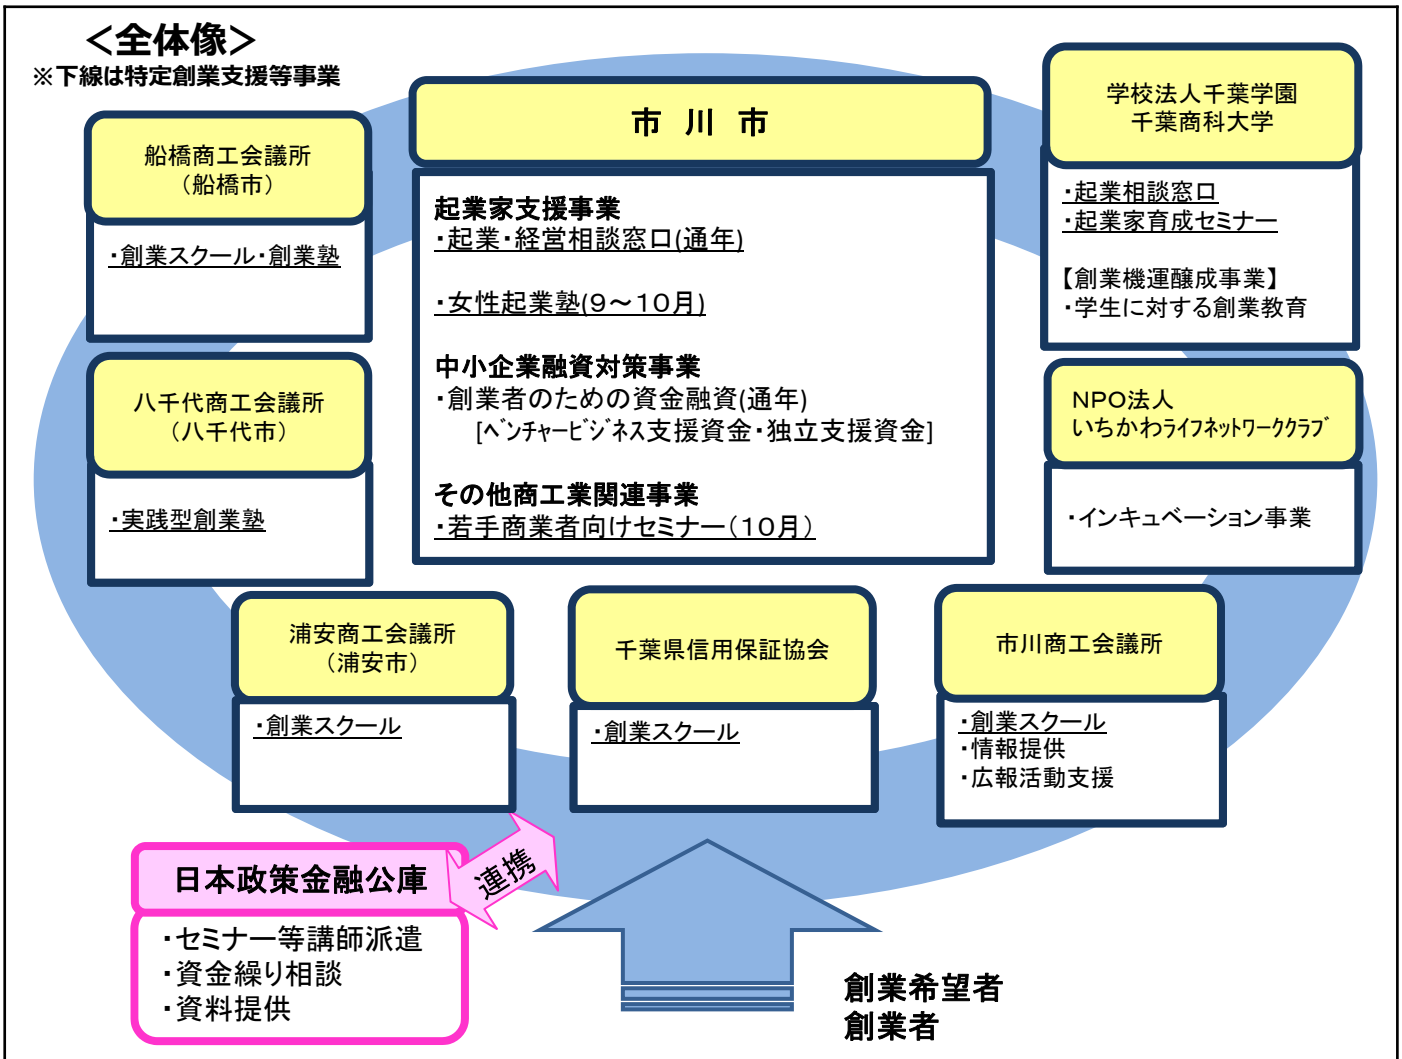 ＜全体像＞
※下線は特定創業支援等事業
市 川 市
起業家支援事業
・起業・経営相談窓口(通年)
・女性起業塾(９～１０月)
中小企業融資対策事業
・創業者のための資金融資(通年)
[ﾍﾞﾝﾁｬｰﾋﾞｼﾞﾈｽ支援資金・独立支援資金]
その他商工業関連事業
・若手商業者向けセミナー（１０月）
船橋商工会議所
（船橋市）
・創業スクール・創業塾
八千代商工会議所
（八千代市）
・実践型創業塾
浦安商工会議所
（浦安市）
・創業スクール
千葉県信用保証協会
・創業スクール
市川商工会議所
・創業スクール
・情報提供
・広報活動支援
学校法人千葉学園
千葉商科大学
・起業相談窓口
・起業家育成セミナー
【創業機運醸成事業】
・学生に対する創業教育
NPO法人
いちかわﾗｲﾌﾈｯﾄﾜｰｸｸﾗﾌﾞ
・インキュベーション事業
日本政策金融公庫
・セミナー等講師派遣
・資金繰り相談
・資料提供
連携
創業希望者
創業者